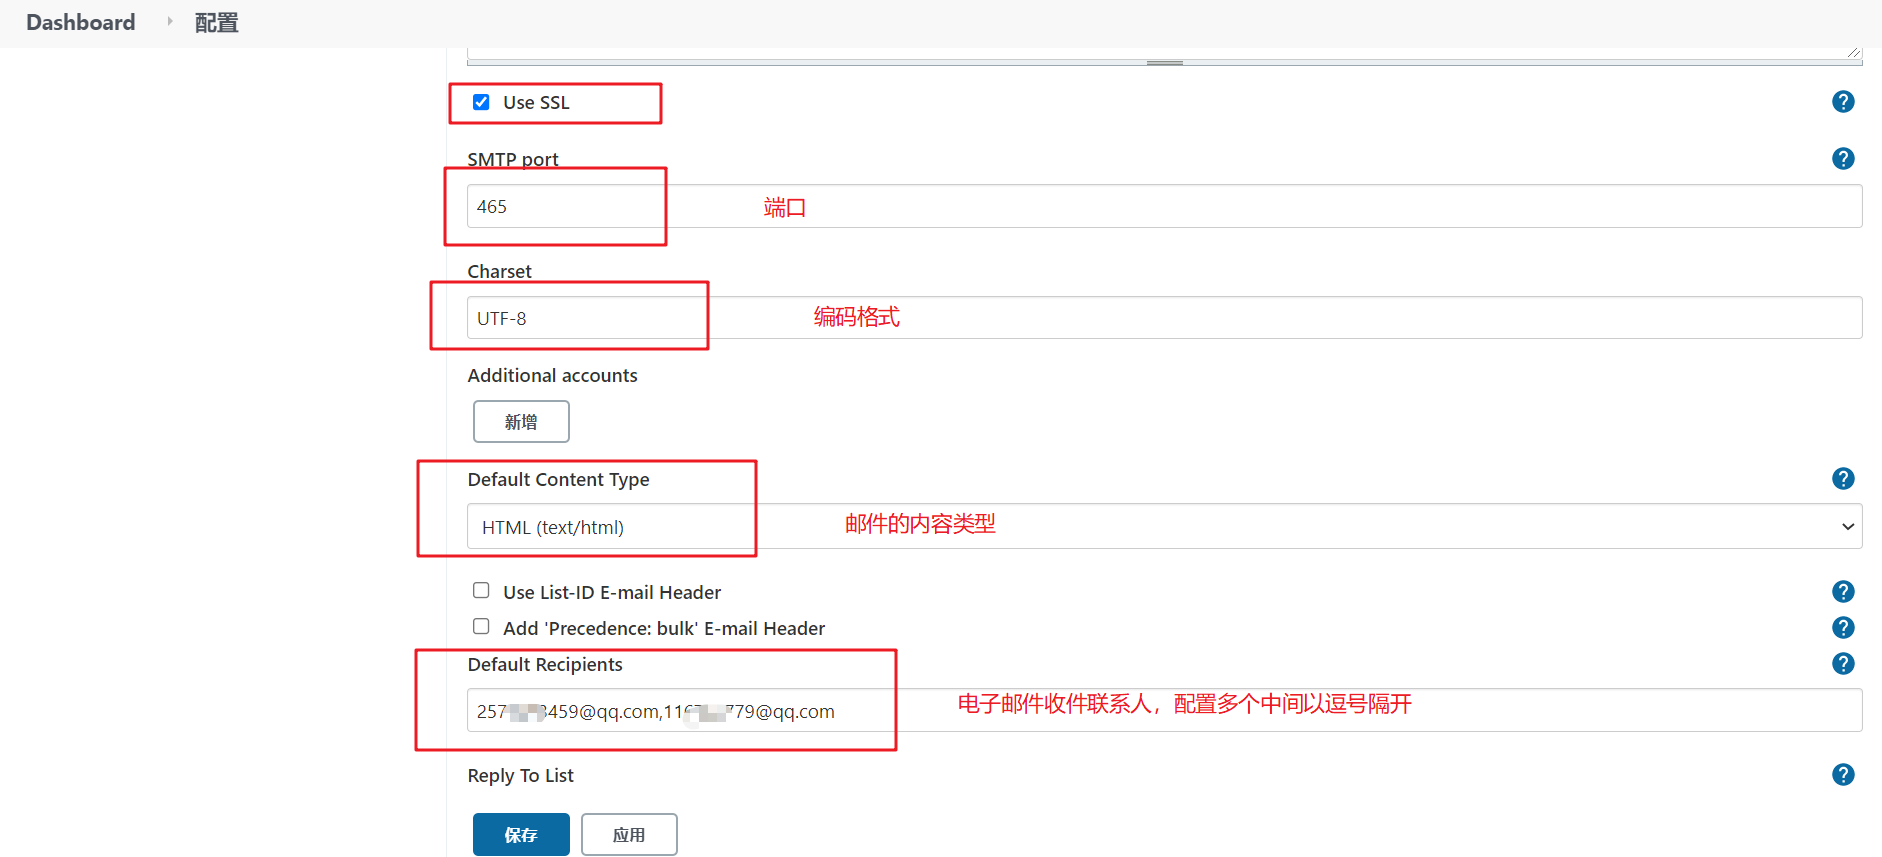 Dashboard 配置
Use SSL
SMTP port
465 端口
Charset
UTF-8 编码格式
Additional accounts
新增
Default Content Type
HTML (text/html) 邮件的内容类型
Use List-ID E-mail Header
Add 'Precedence: bulk' E-mail Header
Default Recipients
257 3459@qq.com,116 779@qq.com 电子邮件收件联系人，配置多个中间以逗号隔开
Reply To List
保存 应用